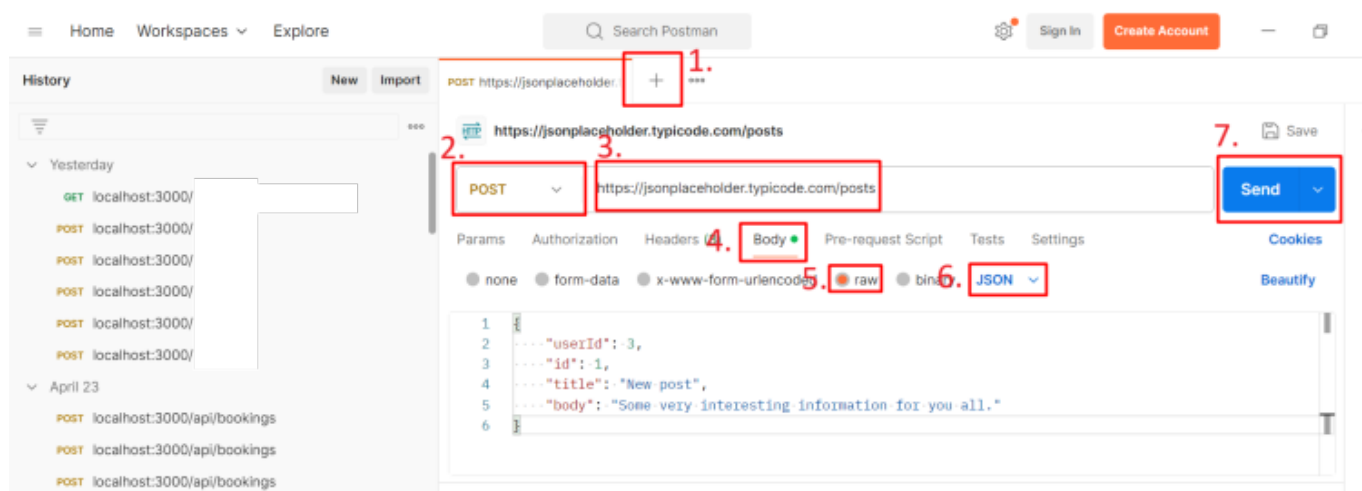 Home Workspaces Explore Search Postman Sign In Create Account
1.
History New Import POST https://jsonplaceholder.
HTTP https://jsonplaceholder.typicode.com/posts Save
2. 3. 7.
Yesterday
POST https://jsonplaceholder.typicode.com/posts Send
GET localhost:3000/
POST localhost:3000/
Params Authorization Headers 4. Body Pre-request Script Tests Settings Cookies
POST localhost:3000/
none form-data x-www-form-urlencoded 5. raw binary 6. JSON Beautify
POST localhost:3000/
POST localhost:3000/
POST localhost:3000/
1 {
2 "userId": 3,
3 "id": 1,
4 "title": "New post",
5 "body": "Some very interesting information for you all."
6 }
April 23
POST localhost:3000/api/bookings
POST localhost:3000/api/bookings
POST localhost:3000/api/bookings